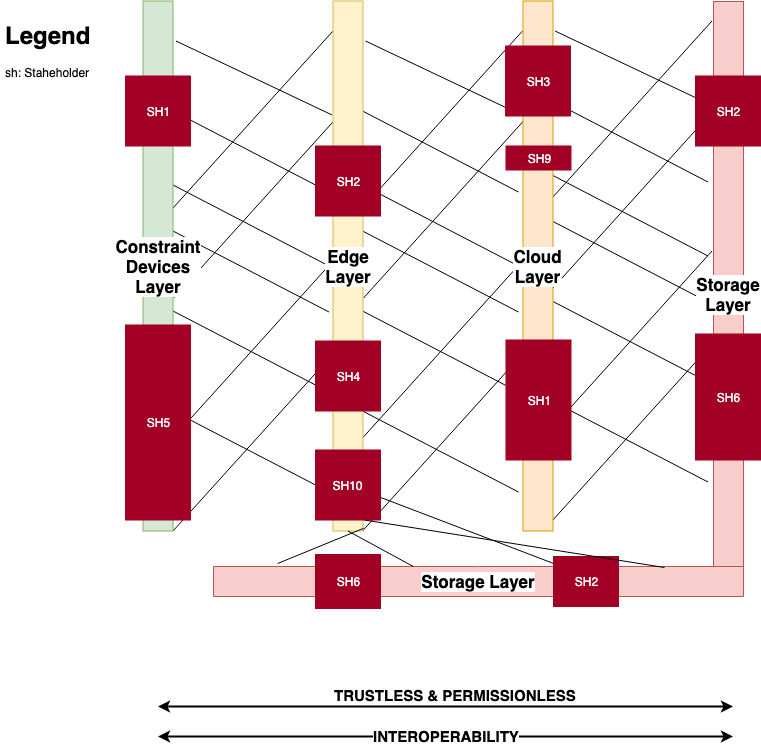 Legend
sh: Staheholder
SH1
SH5
Constraint
Devices
Layer
SH2
Edge
Layer
SH4
SH10
SH3
SH9
Cloud
Layer
SH1
SH2
Storage
Layer
SH6
SH6
Storage Layer
SH2
TRUSTLESS & PERMISSIONLESS
INTEROPERABILITY